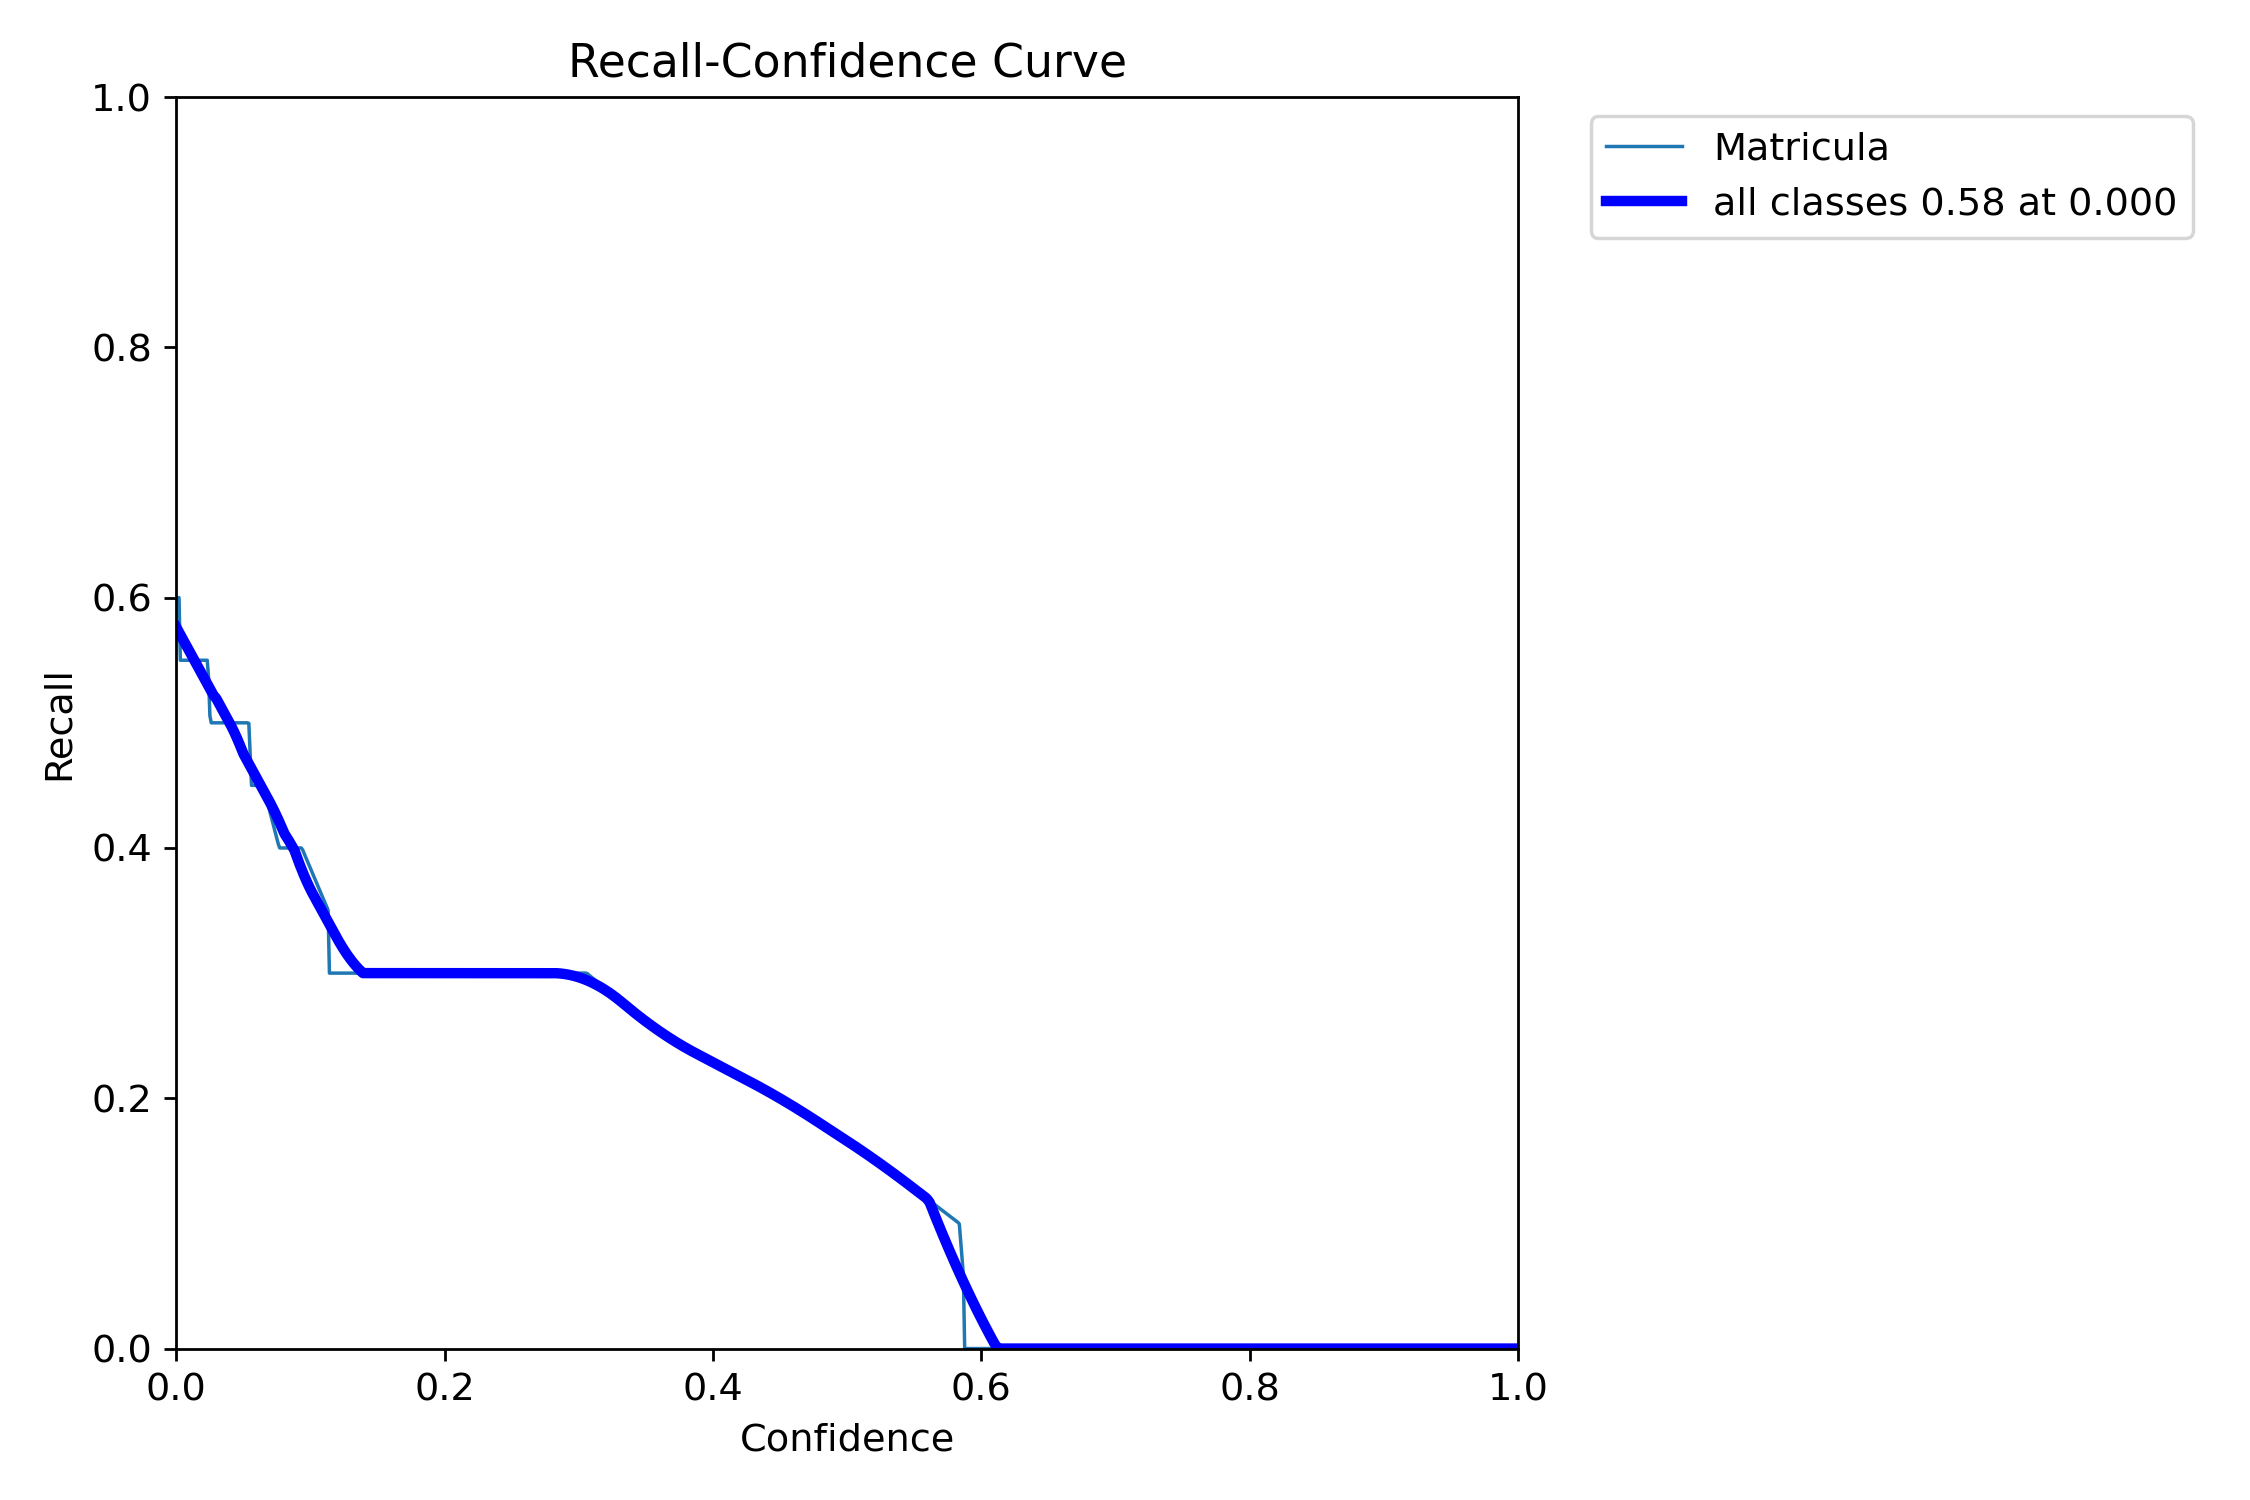 Recall-Confidence Curve
1.0
0.8
0.6
0.4
0.2
0.0
Recall
0.0 0.2 0.4 0.6 0.8 1.0
Confidence
Matricula
all classes 0.58 at 0.000